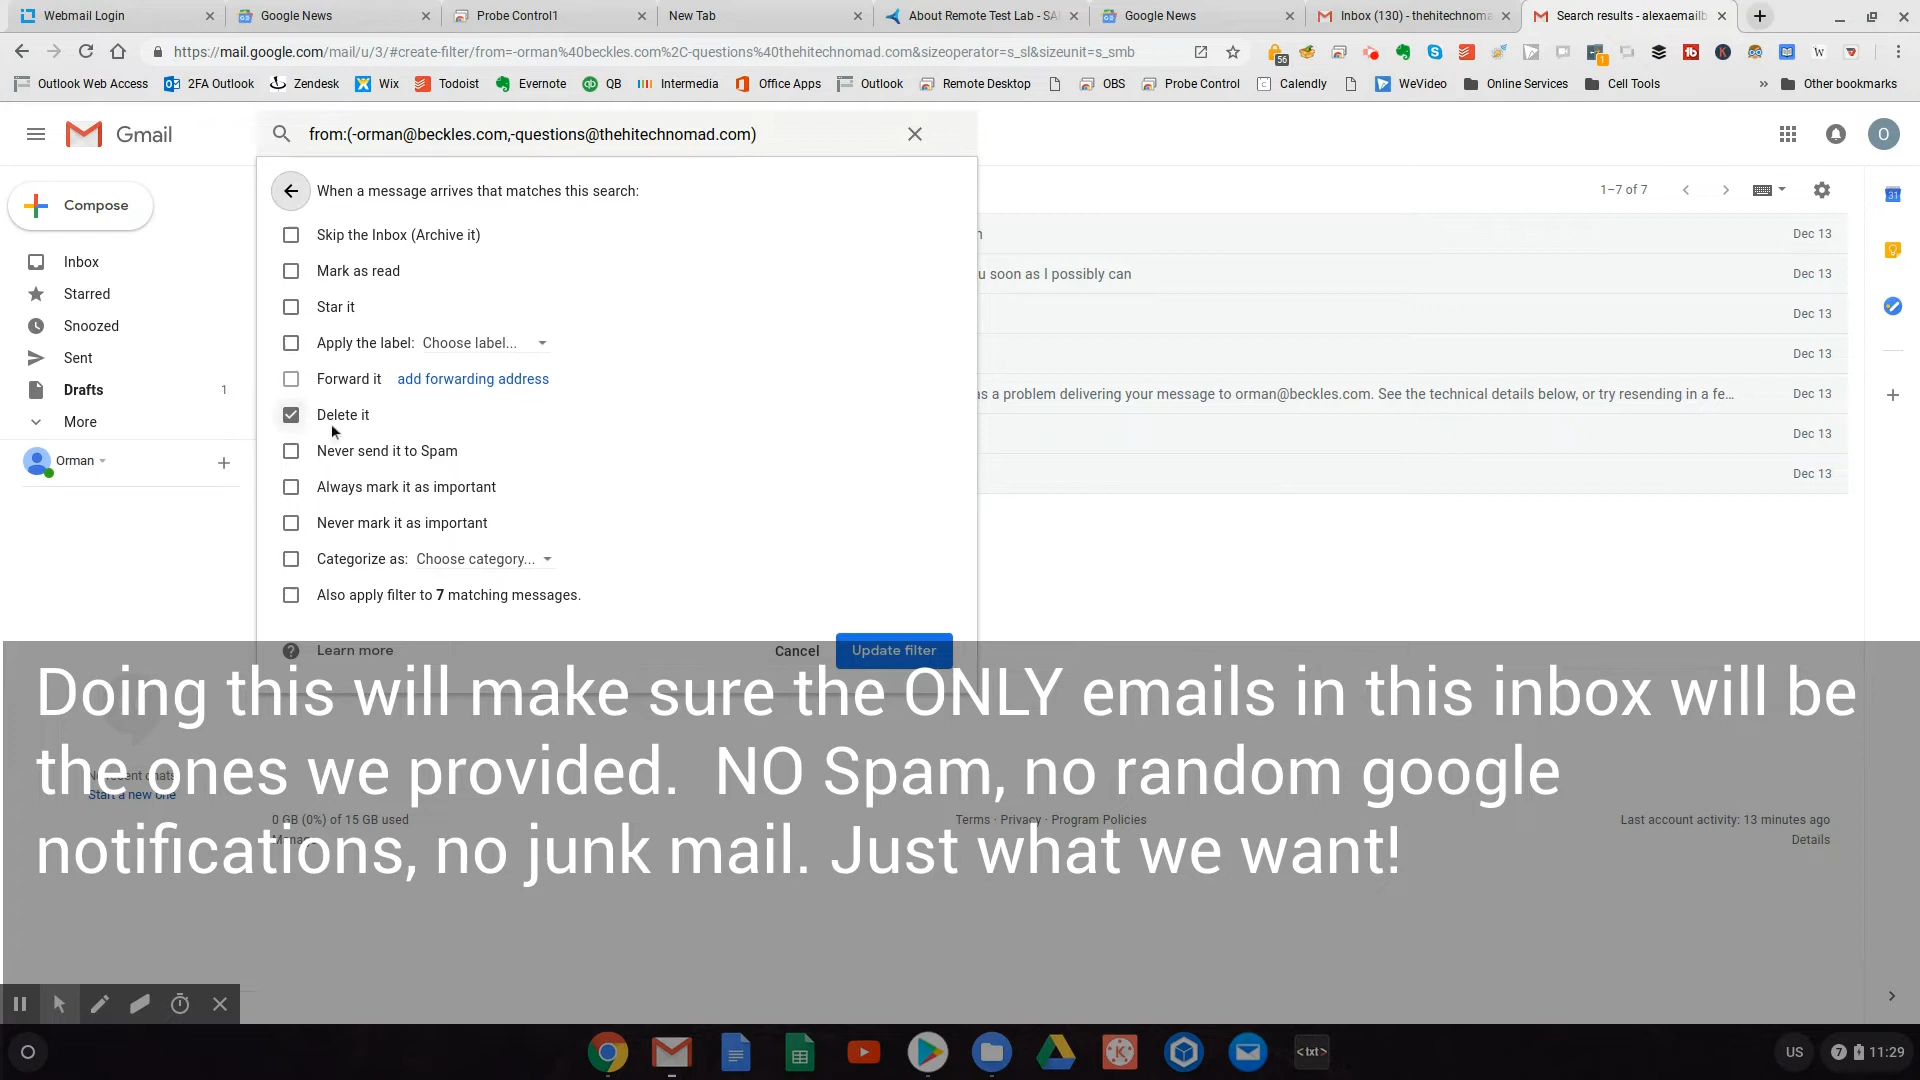 Webmail Login
Google News
Probe Control1
New Tab
About Remote Test Lab - SA
Google News
Inbox (130) - thehitechnoma
Search results - alexaemailb
https://mail.google.com/mail/u/3/#create-filter/from=-orman%40beckles.com%2C-questions%40thehitechnomad.com&sizeoperator=s_sl&sizeunit=s_smb
56
1
Outlook Web Access
2FA Outlook
Zendesk
Wix
Todoist
Evernote
QB
Intermedia
Office Apps
Outlook
Remote Desktop
OBS
Probe Control
Calendly
WeVideo
Online Services
Cell Tools
»
Other bookmarks
Gmail
from:(-orman@beckles.com,-questions@thehitechnomad.com)
O
Compose
When a message arrives that matches this search:
1–7 of 7
31
Skip the Inbox (Archive it)
Dec 13
Inbox
Mark as read
u soon as I possibly can
Dec 13
Starred
Star it
Dec 13
Snoozed
Apply the label: Choose label...
Dec 13
Sent
Forward it add forwarding address
as a problem delivering your message to orman@beckles.com. See the technical details below, or try resending in a fe…
Dec 13
Drafts 1
Delete it
Dec 13
More
Never send it to Spam
Dec 13
Orman
Always mark it as important
Never mark it as important
Categorize as: Choose category...
Also apply filter to 7 matching messages.
Learn more
Cancel
Update filter
Doing this will make sure the ONLY emails in this inbox will be
the ones we provided.  NO Spam, no random google
notifications, no junk mail. Just what we want!
No recent chats
Start a new one
0 GB (0%) of 15 GB used
Terms · Privacy · Program Policies
Last account activity: 13 minutes ago
Details
<txt>
US
7
11:29